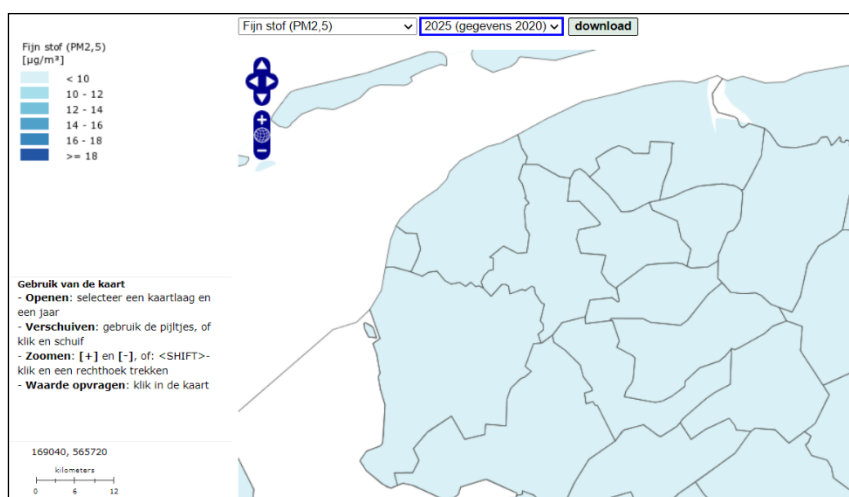 Fijn stof (PM2,5)
2025 (gegevens 2020)
download
Fijn stof (PM2,5)
[µg/m³]
< 10
10 - 12
12 - 14
14 - 16
16 - 18
>= 18
Gebruik van de kaart
- Openen: selecteer een kaartlaag en
een jaar
- Verschuiven: gebruik de pijltjes, of
klik en schuif
- Zoomen: [+] en [-], of: <SHIFT>-
klik en een rechthoek trekken
- Waarde opvragen: klik in de kaart
169040, 565720
kilometers
0 6 12